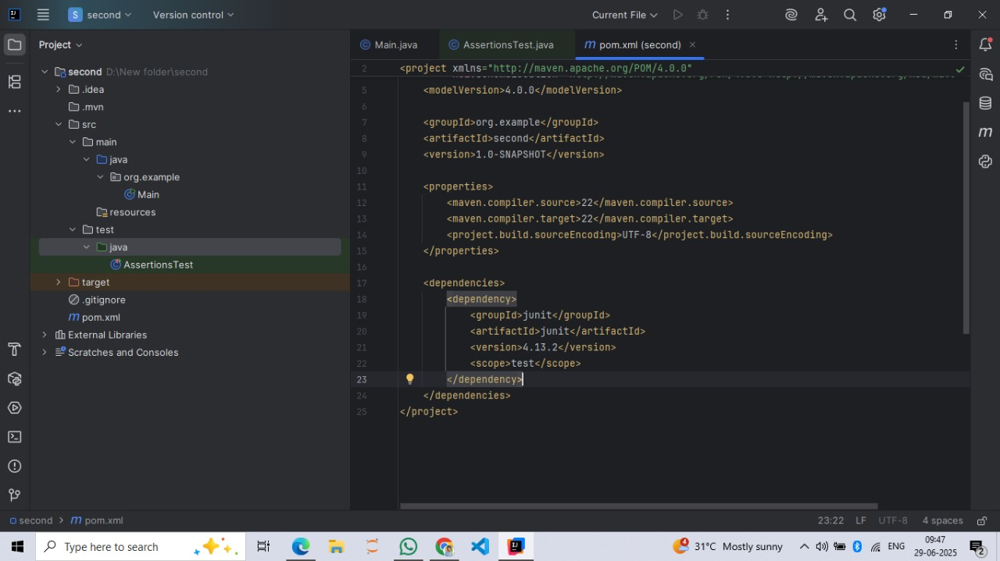 S second Version control Current File
Project
Main.java AssertionsTest.java m pom.xml (second)
second D:\New folder\second
.idea
.mvn
src
main
java
org.example
Main
resources
test
java
AssertionsTest
target
.gitignore
m pom.xml
External Libraries
Scratches and Consoles
2 <project xmlns="http://maven.apache.org/POM/4.0.0"
5 <modelVersion>4.0.0</modelVersion>
6
7 <groupId>org.example</groupId>
8 <artifactId>second</artifactId>
9 <version>1.0-SNAPSHOT</version>
10
11 <properties>
12 <maven.compiler.source>22</maven.compiler.source>
13 <maven.compiler.target>22</maven.compiler.target>
14 <project.build.sourceEncoding>UTF-8</project.build.sourceEncoding>
15 </properties>
16
17 <dependencies>
18 <dependency>
19 <groupId>junit</groupId>
20 <artifactId>junit</artifactId>
21 <version>4.13.2</version>
22 <scope>test</scope>
23 </dependency>
24 </dependencies>
25 </project>
m
second > m pom.xml 23:22 LF UTF-8 4 spaces
Type here to search
4 31°C Mostly sunny ENG 09:47
29-06-2025 2